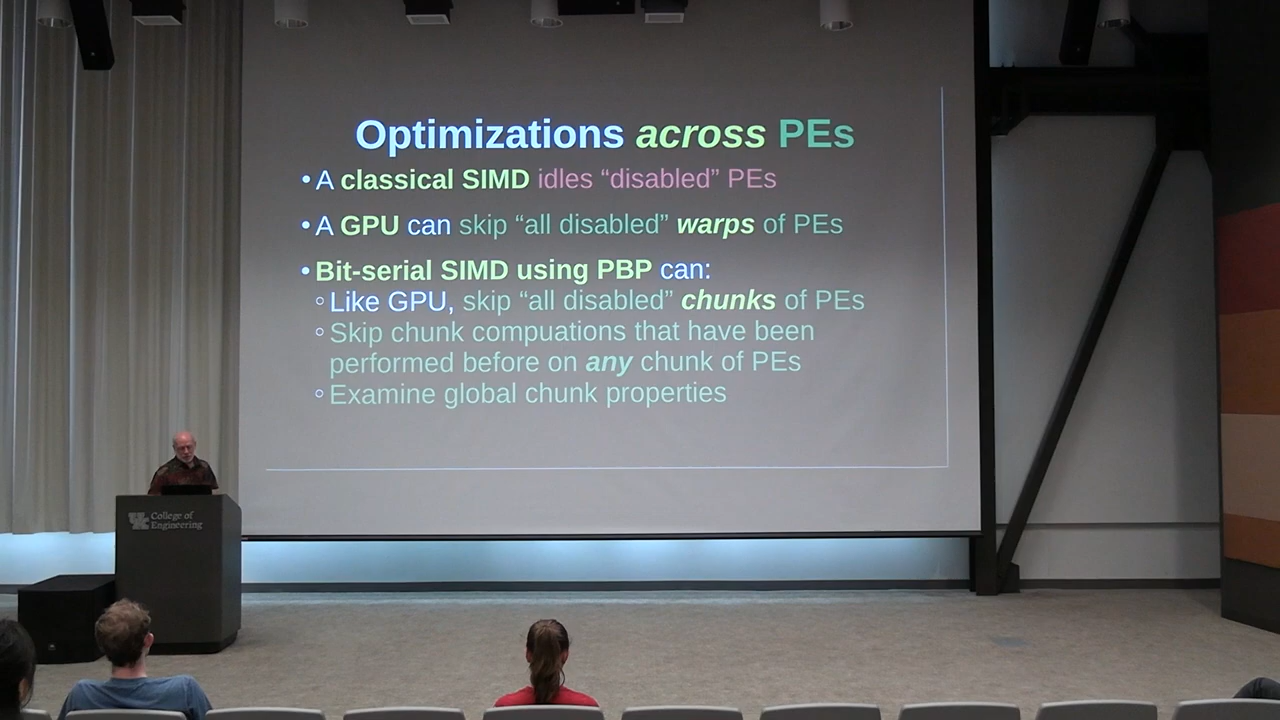 Optimizations across PEs
• A classical SIMD idles “disabled” PEs
• A GPU can skip “all disabled” warps of PEs
• Bit-serial SIMD using PBP can:
○ Like GPU, skip “all disabled” chunks of PEs
○ Skip chunk compuations that have been
performed before on any chunk of PEs
○ Examine global chunk properties
UK College of
Engineering